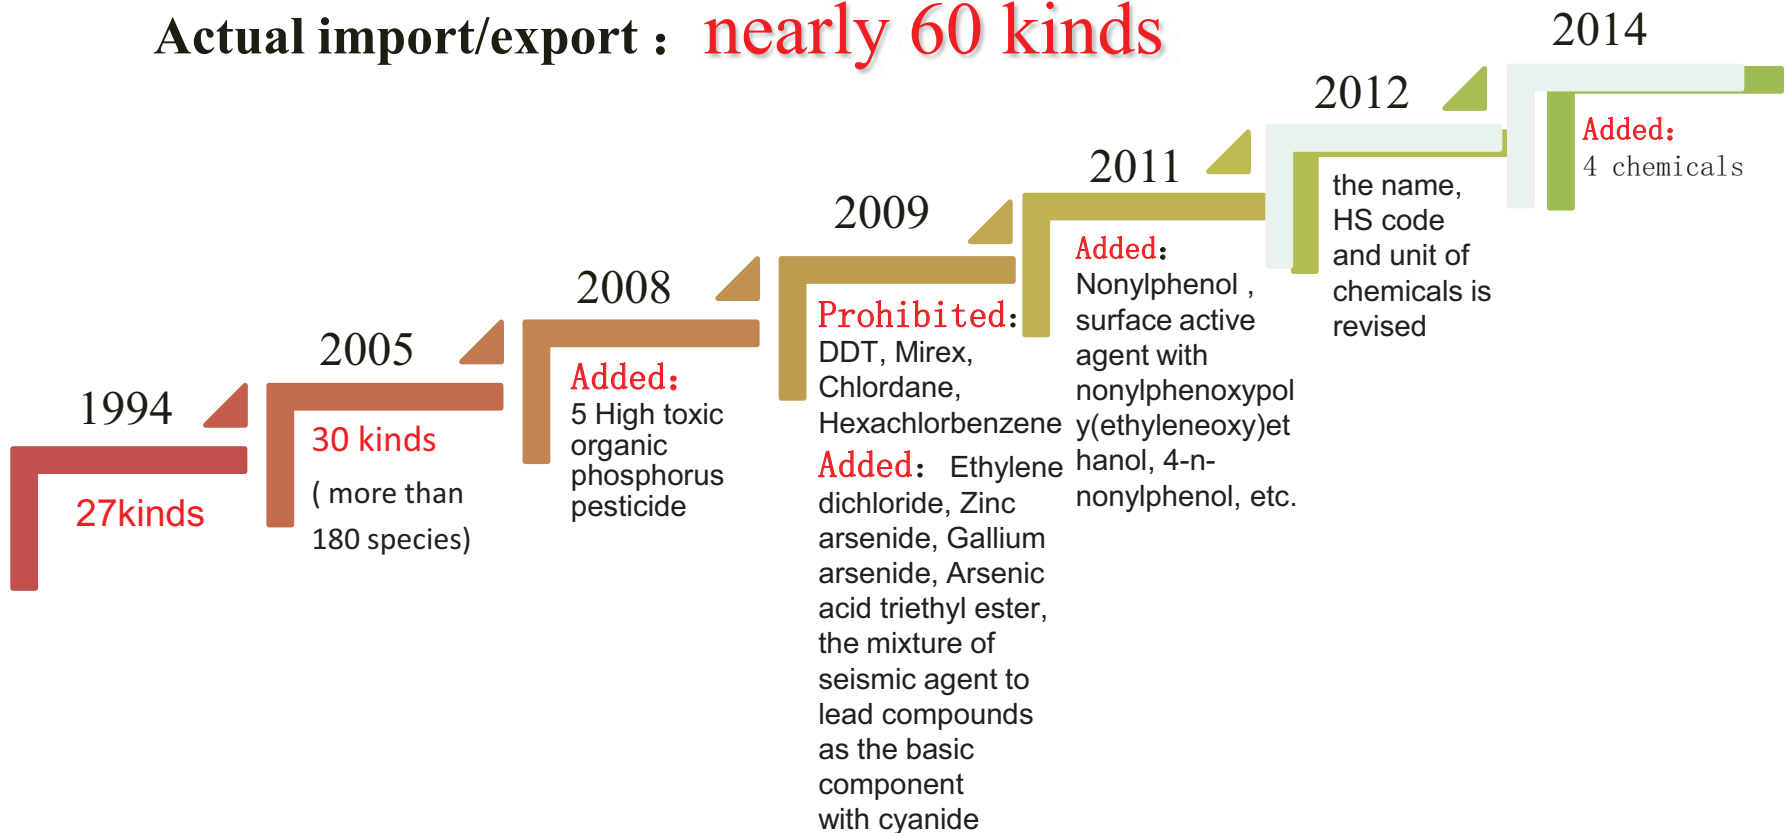 Actual import/export：nearly 60 kinds
1994
27kinds
2005
30 kinds
( more than
180 species)
2008
Added：
5 High toxic
organic
phosphorus
pesticide
2009
Prohibited：
DDT, Mirex,
Chlordane,
Hexachlorbenzene
Added： Ethylene
dichloride, Zinc
arsenide, Gallium
arsenide, Arsenic
acid triethyl ester,
the mixture of
seismic agent to
lead compounds
as the basic
component
with cyanide
2011
Added：
Nonylphenol ,
surface active
agent with
nonylphenoxypol
y(ethyleneoxy)et
hanol, 4-n-
nonylphenol, etc.
2012
the name,
HS code
and unit of
chemicals is
revised
2014
Added：
4 chemicals